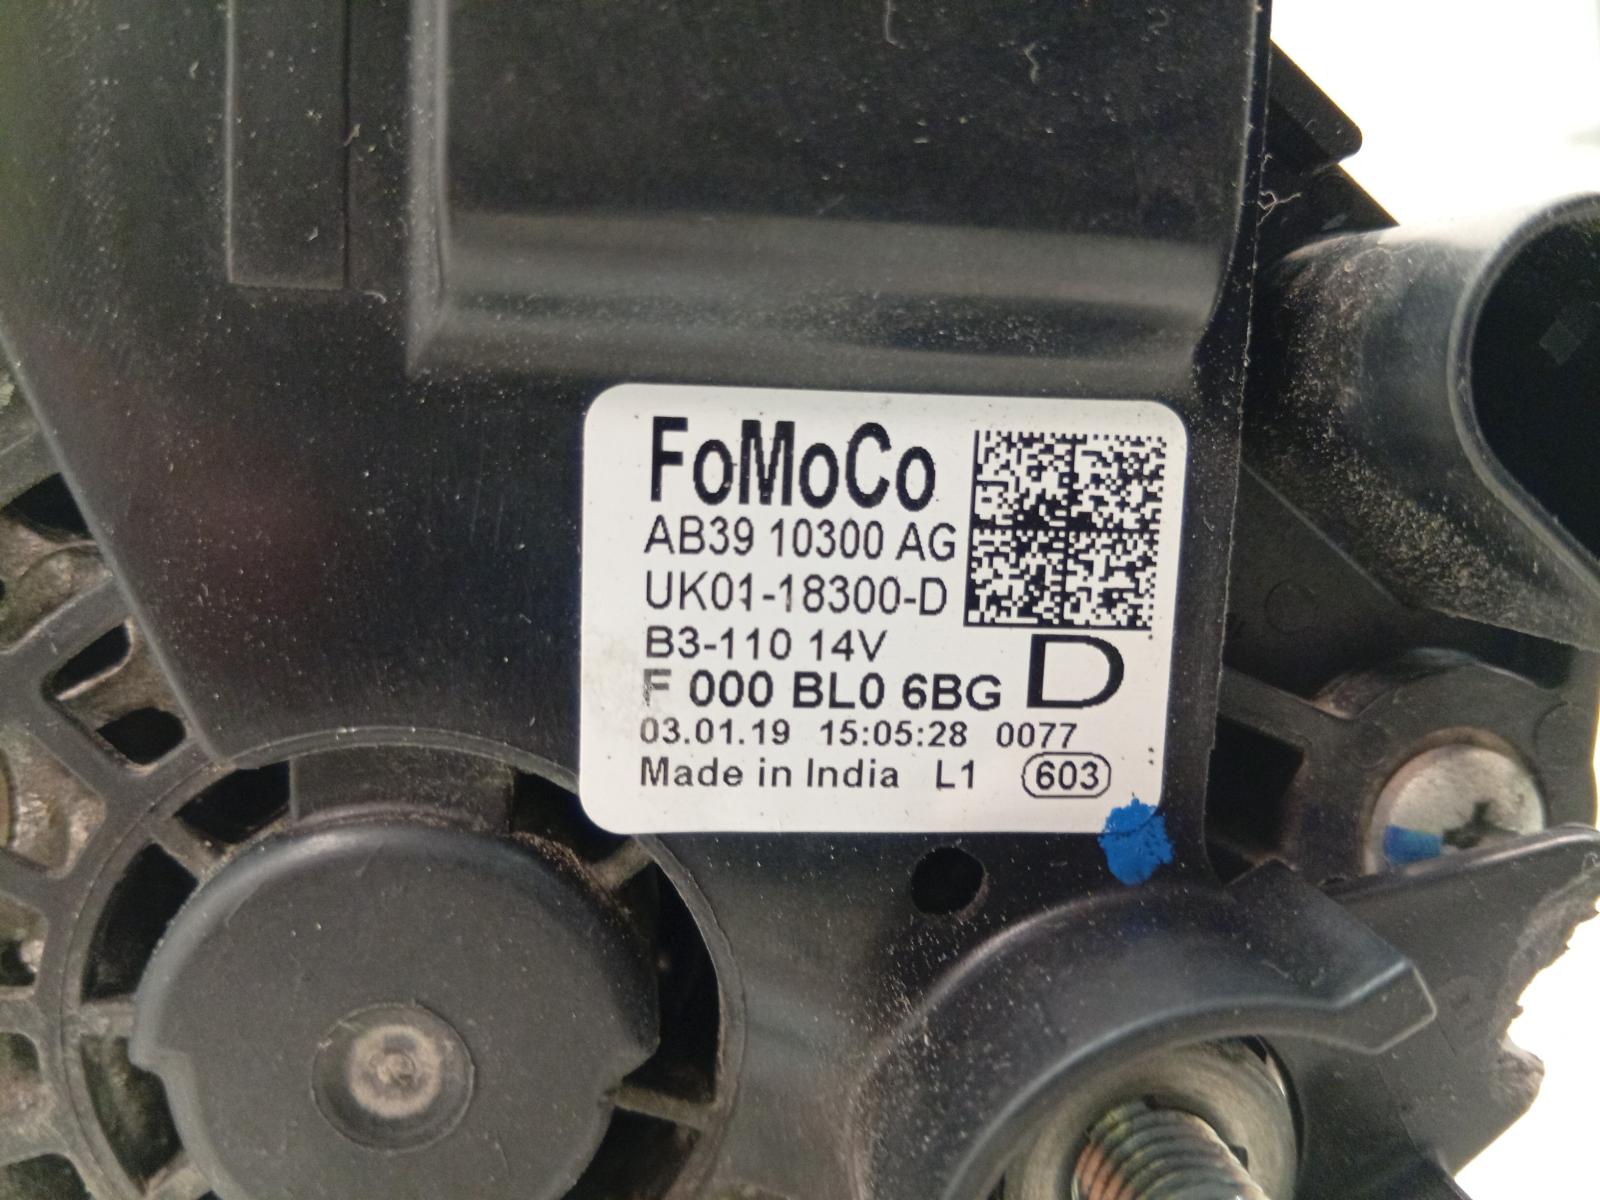 FoMoCo
AB39 10300 AG
UK01-18300-D
B3-110 14V
F 000 BL0 6BG D
03.01.19 15:05:28 0077
Made in India L1 603